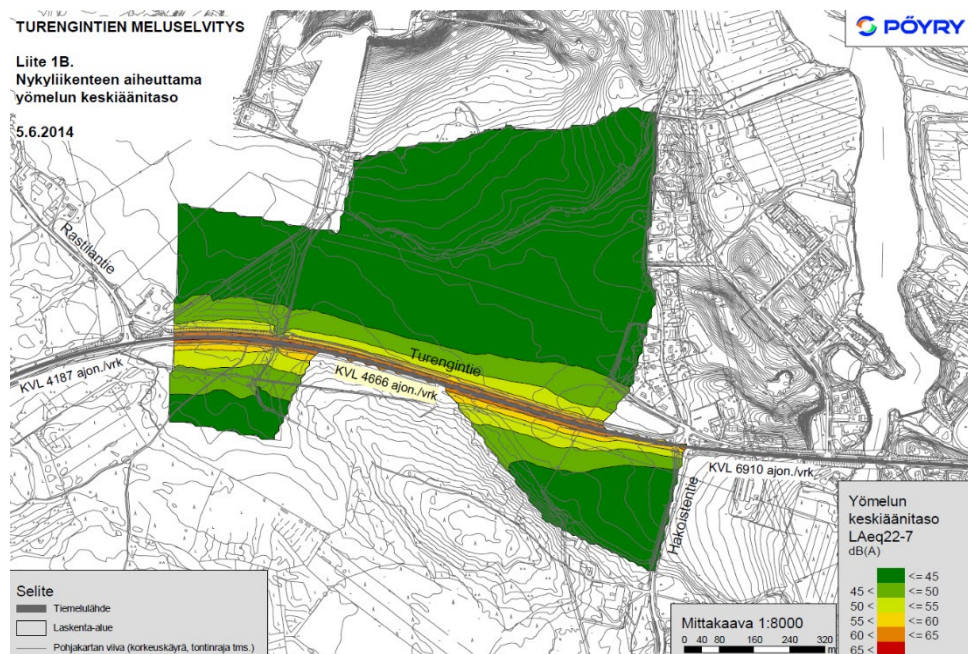 TURENGINTIEN MELUSELVITYS
Liite 1B.
Nykyliikenteen aiheuttama
yömelun keskiäänitaso
5.6.2014
PÖYRY
Rastilantie
Turengintie
KVL 4187 ajon./vrk
KVL 4666 ajon./vrk
KVL 6910 ajon./vrk
Hakoistentie
Selite
Tiemelulähde
Laskenta-alue
Pohjakartan viiva (korkeuskäyrä, tontinraja tms.)
Mittakaava 1:8000
0 40 80 160 240 320
m
Yömelun
keskiäänitaso
LAeq22-7
dB(A)
<= 45
45 < <= 50
50 < <= 55
55 < <= 60
60 < <= 65
65 <